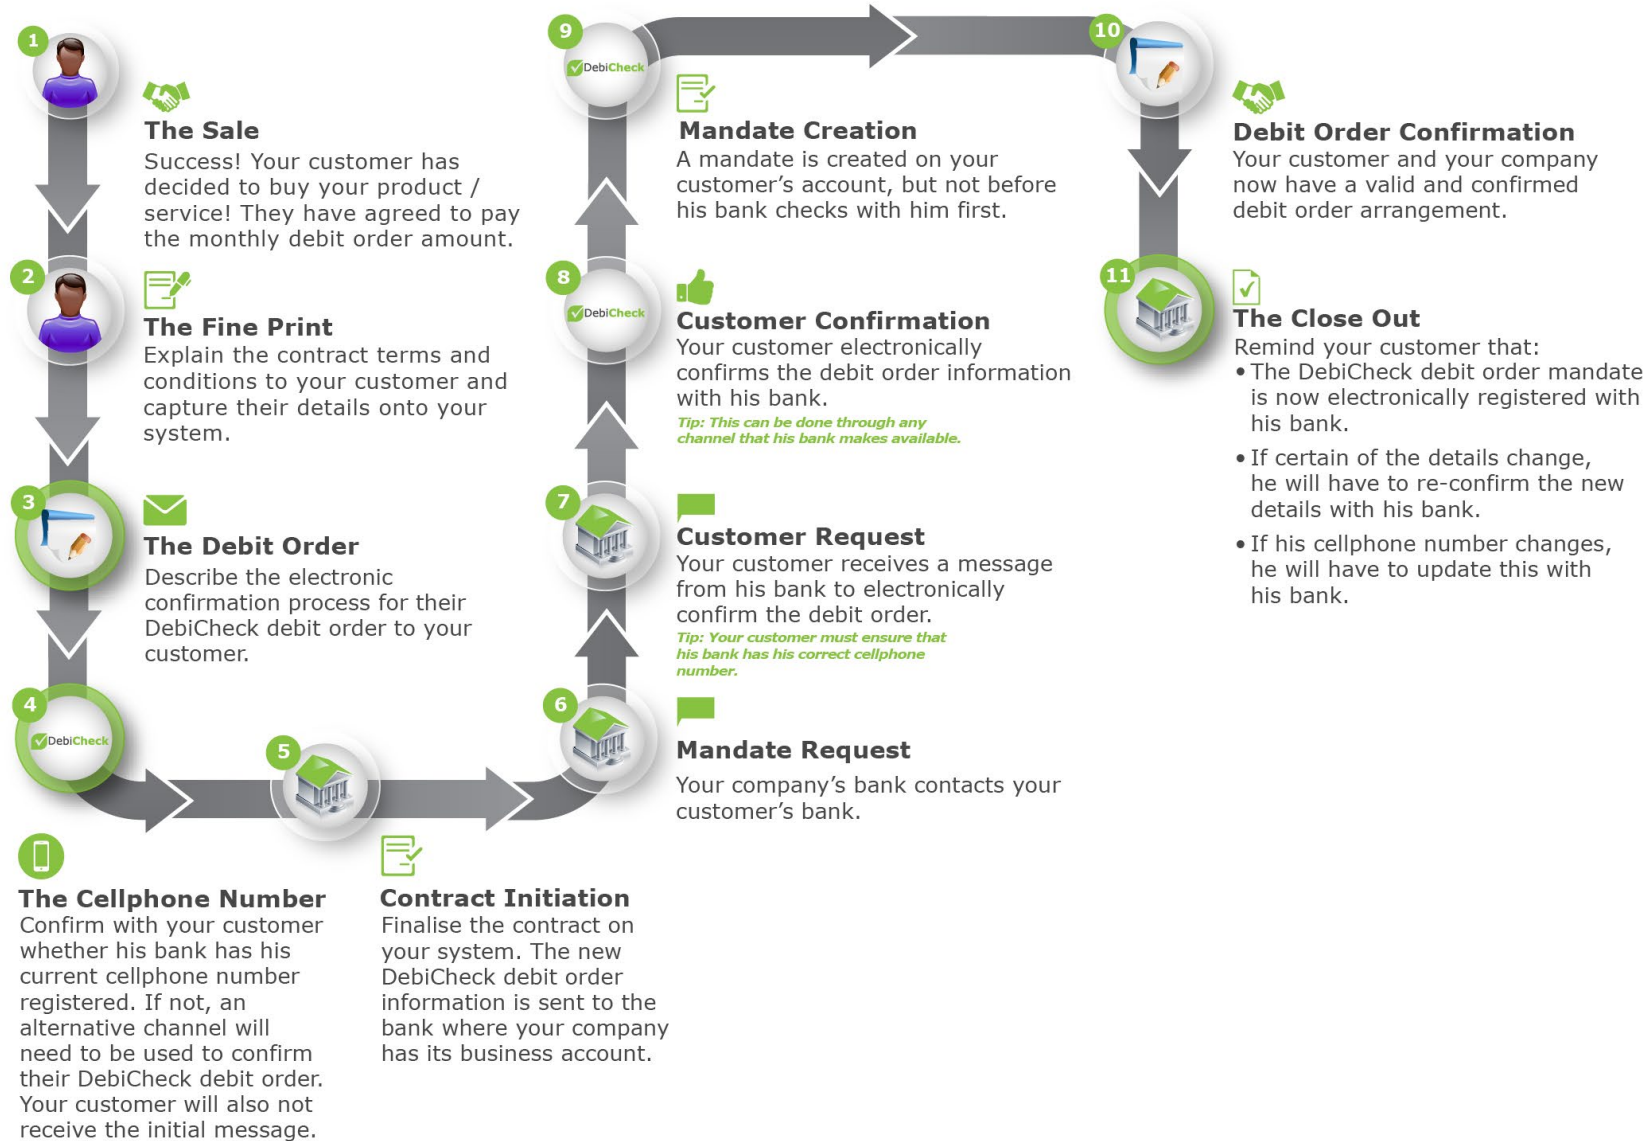 1
The Sale
Success! Your customer has
decided to buy your product /
service! They have agreed to pay
the monthly debit order amount.
2
The Fine Print
Explain the contract terms and
conditions to your customer and
capture their details onto your
system.
3
The Debit Order
Describe the electronic
confirmation process for their
DebiCheck debit order to your
customer.
4
DebiCheck
The Cellphone Number
Confirm with your customer
whether his bank has his
current cellphone number
registered. If not, an
alternative channel will
need to be used to confirm
their DebiCheck debit order.
Your customer will also not
receive the initial message.
5
Contract Initiation
Finalise the contract on
your system. The new
DebiCheck debit order
information is sent to the
bank where your company
has its business account.
6
Mandate Request
Your company’s bank contacts your
customer’s bank.
7
Customer Request
Your customer receives a message
from his bank to electronically
confirm the debit order.
Tip: Your customer must ensure that
his bank has his correct cellphone
number.
8
DebiCheck
Customer Confirmation
Your customer electronically
confirms the debit order information
with his bank.
Tip: This can be done through any
channel that his bank makes available.
9
DebiCheck
Mandate Creation
A mandate is created on your
customer’s account, but not before
his bank checks with him first.
10
Debit Order Confirmation
Your customer and your company
now have a valid and confirmed
debit order arrangement.
11
The Close Out
Remind your customer that:
• The DebiCheck debit order mandate
is now electronically registered with
his bank.
• If certain of the details change,
he will have to re-confirm the new
details with his bank.
• If his cellphone number changes,
he will have to update this with
his bank.